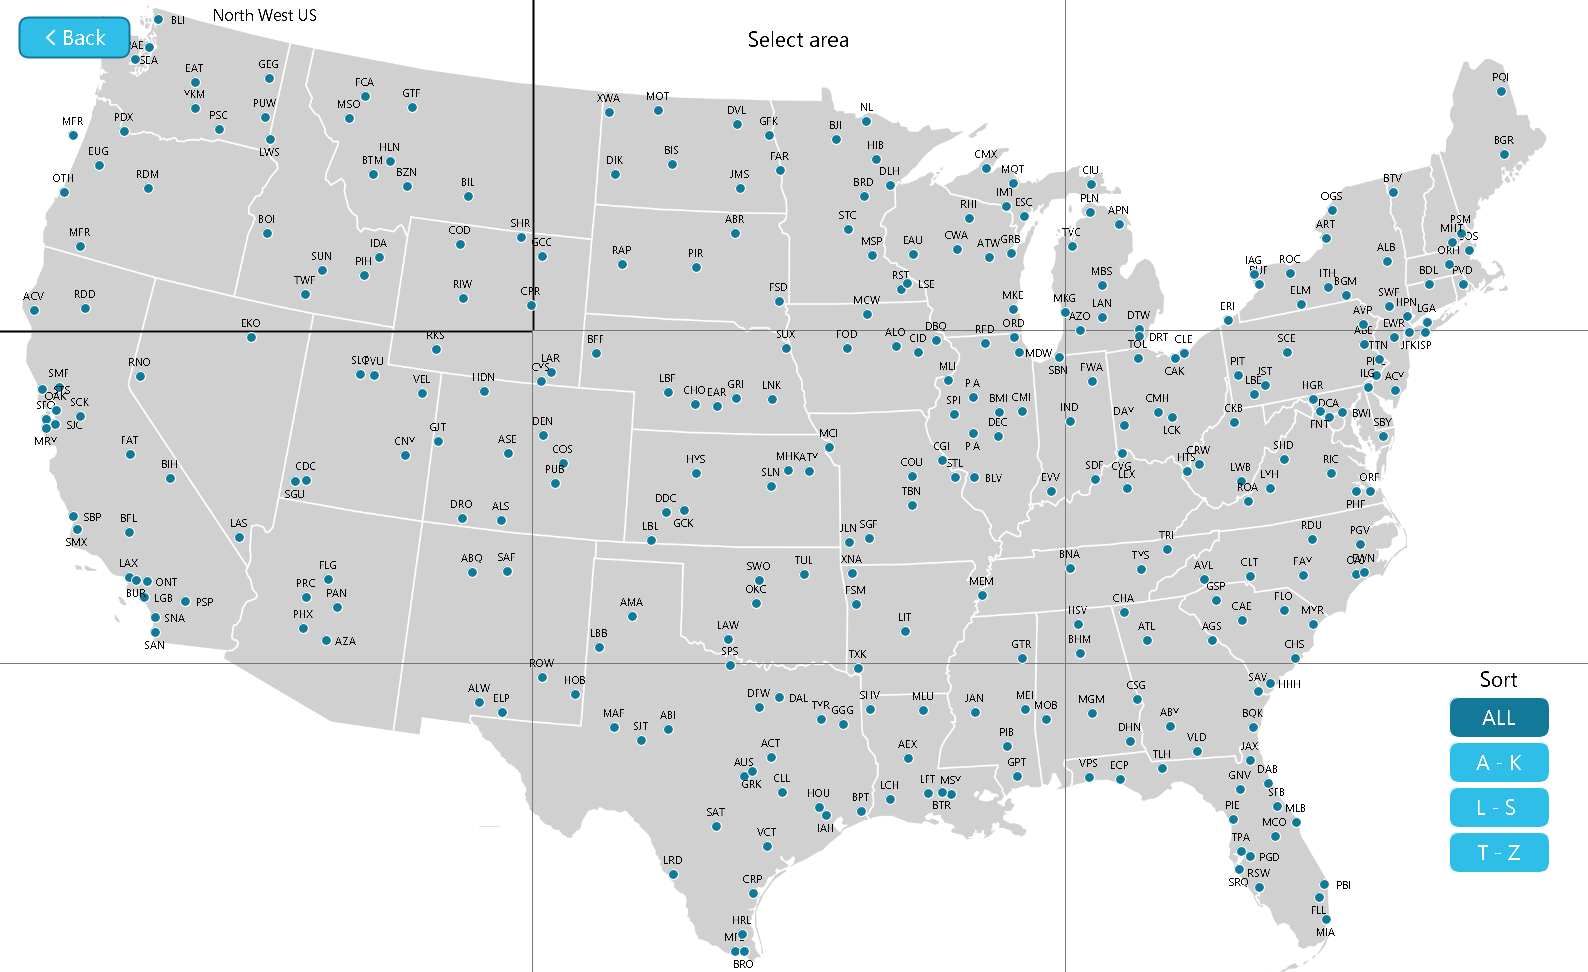 North West US
Select area
< Back
BLI
SEA
EAT
GEG
YKM
PUW
PSC
PDX
MFR
LWS
EUG
RDM
OTH
BOI
MFR
FCA
MSO
GTF
HLN
BTM
BZN
BIL
COD
SHR
GCC
IDA
SUN
PIH
TWF
RIW
CPR
ACV
RDD
EKO
RKS
XWA
MOT
DVL
GFK
BJI
HIB
DIK
BIS
FAR
JMS
BRD
DLH
ABR
STC
RAP
PIR
MSP
EAU
FSD
RST
LSE
MCW
CMX
MQT
IMT
ESC
RHI
CWA
ATW
GRB
CIU
PLN
APN
TVC
MBS
MKG
LAN
AZO
MKE
ORD
RFD
MDW
DTW
DRT
TOL
CLE
CAK
SBN
FWA
PQI
BGR
BTV
OGS
ART
PSM
MHT
ALB
ORH
BDL
PVD
IAG
ROC
ITH
BGM
ELM
ERI
SWF
HPN
LGA
AVP
EWR
ABE
TTN
JFK
ISP
RNO
SMF
STS
OAK
SFO
SCK
SJC
MRY
FAT
BIH
SBP
SMX
BFL
LAS
LAX
ONT
BUR
LGB
PSP
SNA
SAN
SLC
PVU
VEL
HDN
LAR
CYS
GJT
CNY
ASE
DEN
COS
PUB
CDC
SGU
DRO
ALS
ABQ
SAF
FLG
PRC
PAN
PHX
AZA
BFF
SUX
FOD
ALO
DBQ
CID
LBF
CHO
EAR
GRI
LNK
MLI
SPI
BMI
CMI
DEC
IND
MCI
HYS
MHK
SLN
COU
CGI
STL
BLV
EVV
TBN
DDC
GCK
LBL
JLN
SGF
TUL
XNA
SWO
OKC
FSM
AMA
LAW
LBB
SPS
LIT
TXK
MEM
BNA
TYS
TRI
CHA
HSV
BHM
GTR
ATL
SCE
PIT
JST
LBE
HGR
DCA
BWI
FNT
ILG
SBY
CKB
CMH
LCK
DAY
CVG
LEX
SDF
CRW
HTS
SHD
RIC
LWB
LYH
ROA
ORF
PHF
RDU
PGV
EWN
AVL
CLT
FAY
GSP
CAE
FLO
MYR
AGS
CHS
SAV
HHH
ROW
HOB
ALW
ELP
MAF
SJT
ABI
DFW
DAL
TYR
GGG
SHV
MLU
ACT
AUS
GRK
CLL
HOU
IAH
BPT
SAT
VCT
LRD
CRP
HRL
BRO
AEX
LCH
LFT
MSY
BTR
JAN
MEI
MOB
MGM
PIB
GPT
CSG
ABY
DHN
VLD
TLH
VPS
ECP
BQK
JAX
GNV
DAB
SFB
PIE
MLB
MCO
TPA
PGD
SRQ
RSW
PBI
FLL
MIA
Sort
ALL
A - K
L - S
T - Z